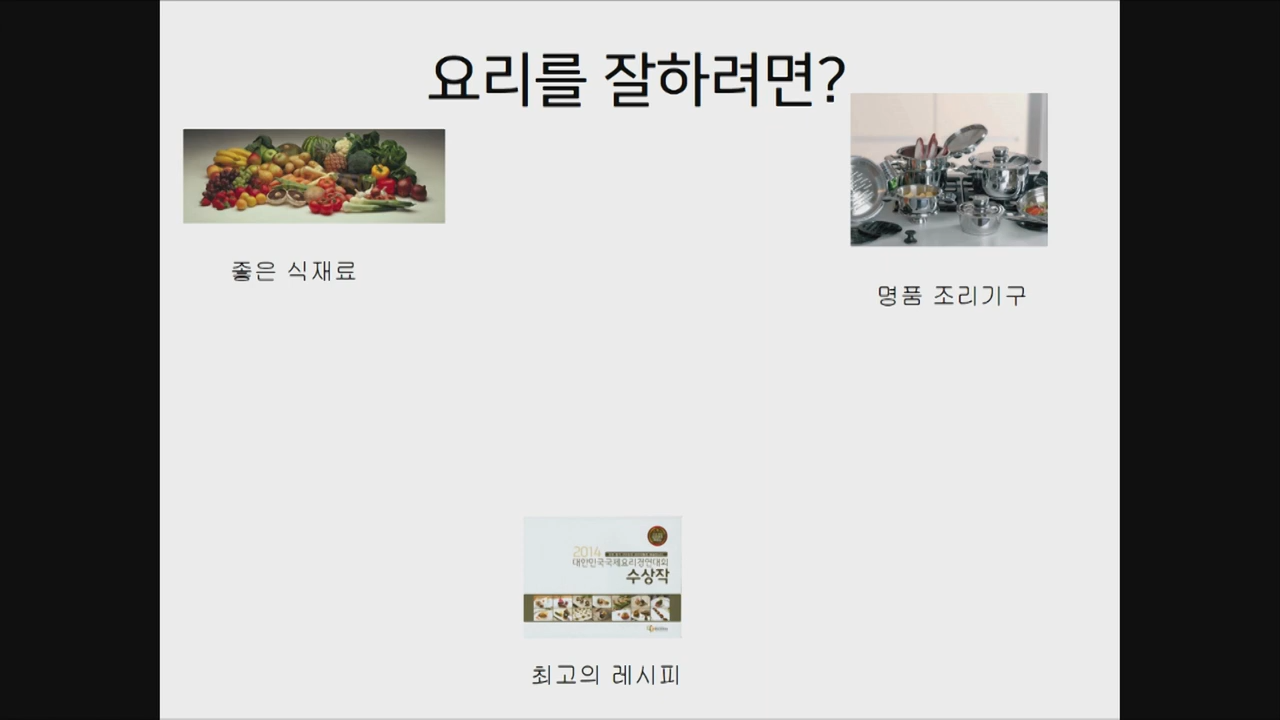 요리를 잘하려면?
좋은 식재료
명품 조리기구
2014
대한민국국제요리경연대회
수상작
최고의 레시피